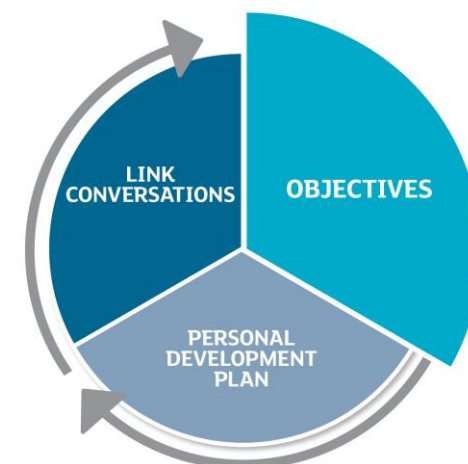 LINK
CONVERSATIONS
OBJECTIVES
PERSONAL
DEVELOPMENT
PLAN